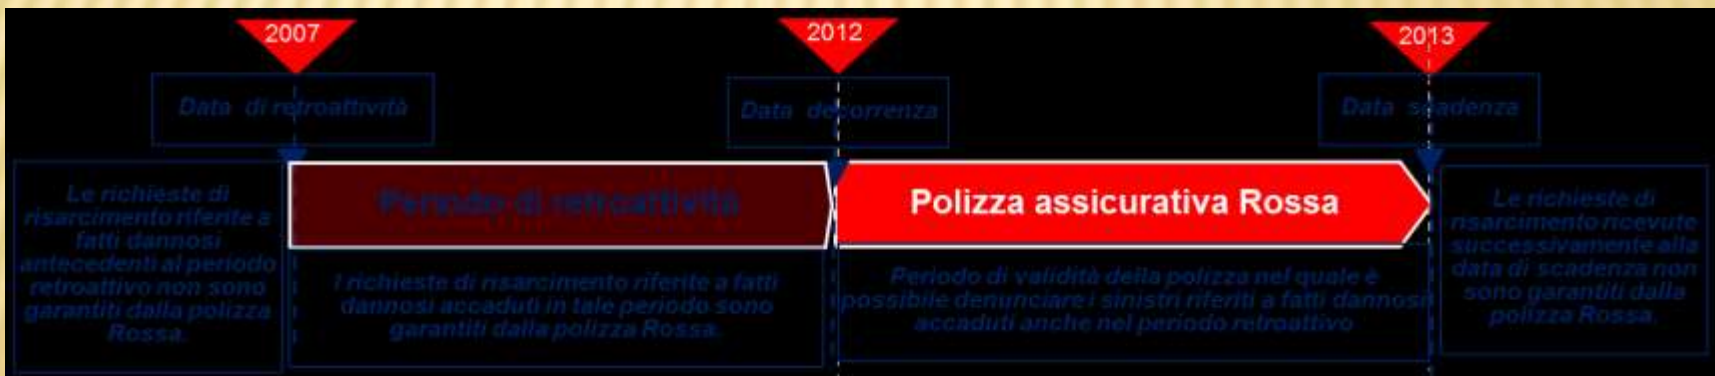 2007
2012
2013
Data di retroattività
Data decorrenza
Data scadenza
Periodo di retroattività
Polizza assicurativa Rossa
Le richieste di
risarcimento riferite a
fatti dannosi
antecedenti al periodo
retroattivo non sono
garantiti dalla polizza
Rossa.
I richieste di risarcimento riferite a fatti
dannosi accaduti in tale periodo sono
garantiti dalla polizza Rossa.
Periodo di validità della polizza nel quale è
possibile denunciare i sinistri riferiti a fatti dannosi
accaduti anche nel periodo retroattivo
Le richieste di
risarcimento ricevute
successivamente alla
data di scadenza non
sono garantiti dalla
polizza Rossa.